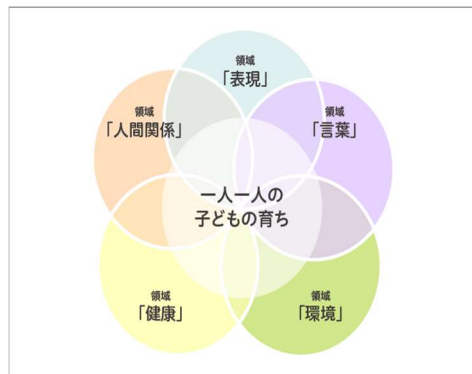 領域
「表現」
領域
「人間関係」
領域
「言葉」
一人一人の
子どもの育ち
領域
「健康」
領域
「環境」